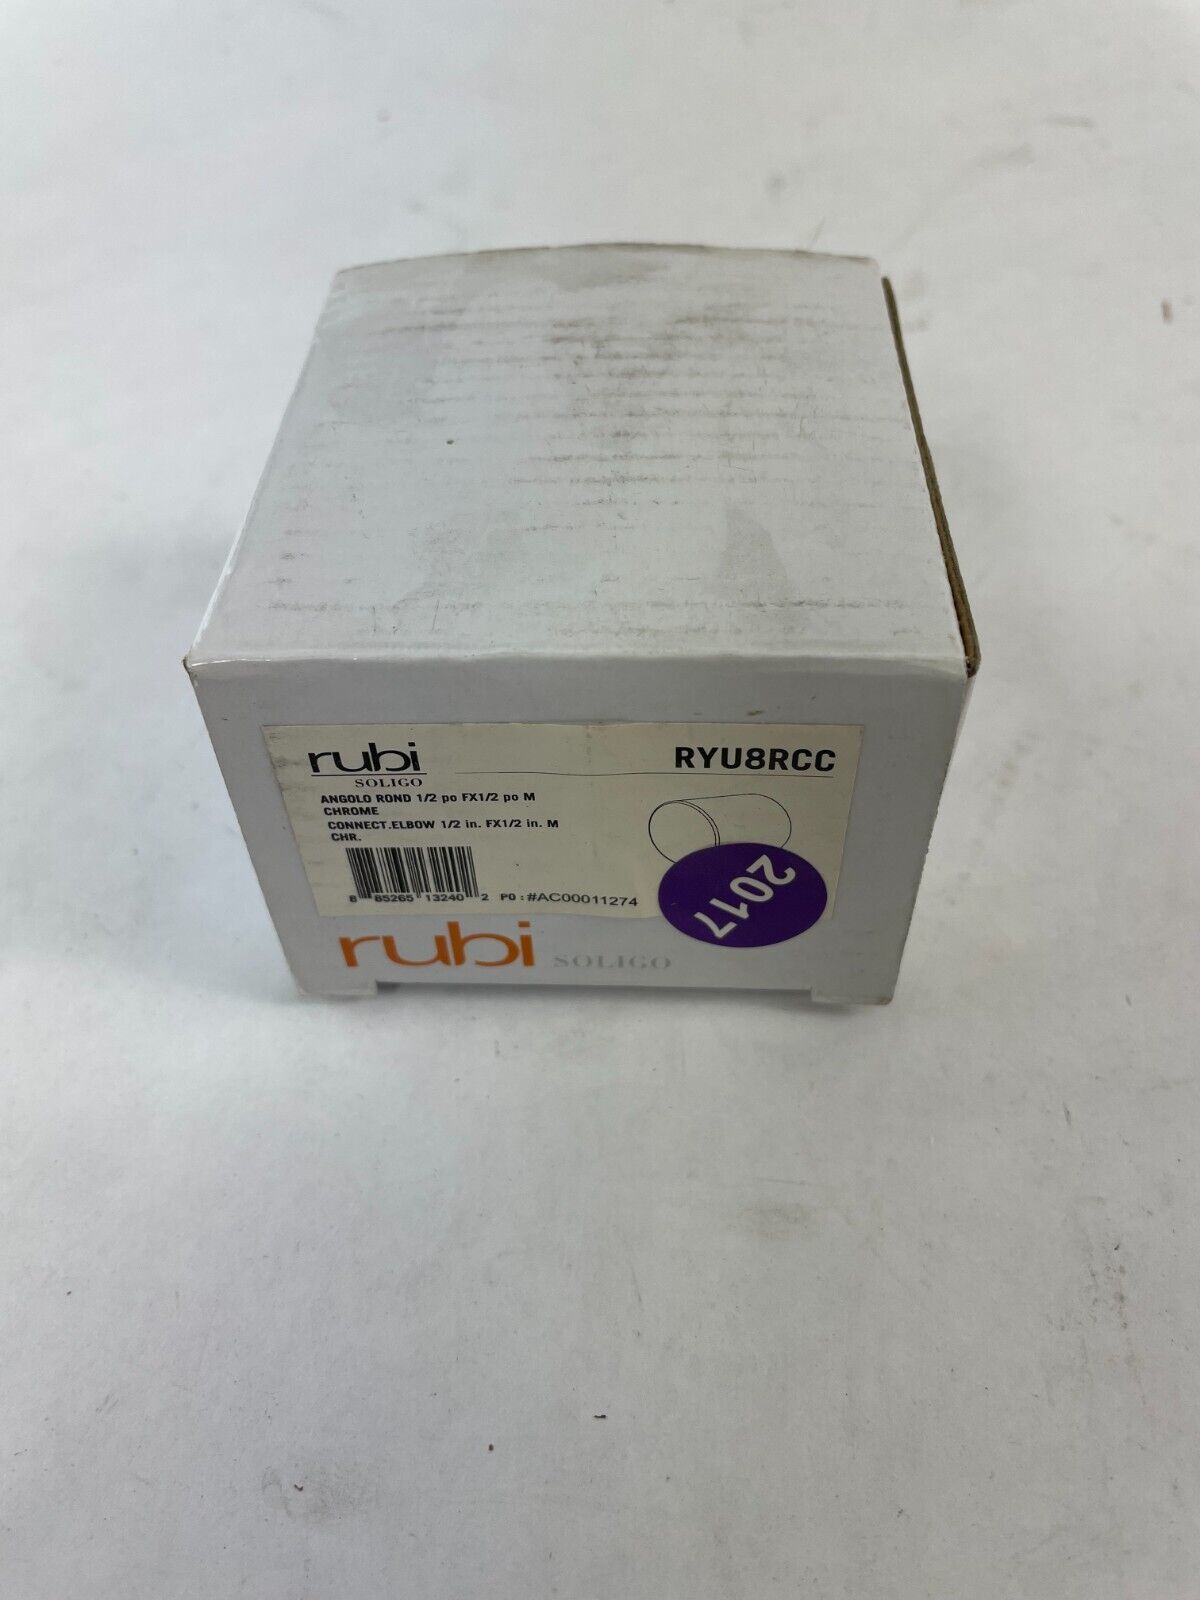 rubi
SOLIGO
RYU8RCC
ANGOLO ROND 1/2 po FX1/2 po M
CHROME
CONNECT.ELBOW 1/2 in. FX1/2 in. M
CHR.
8 85265 13240 2
PO : #AC00011274
2017
rubi SOLIGO